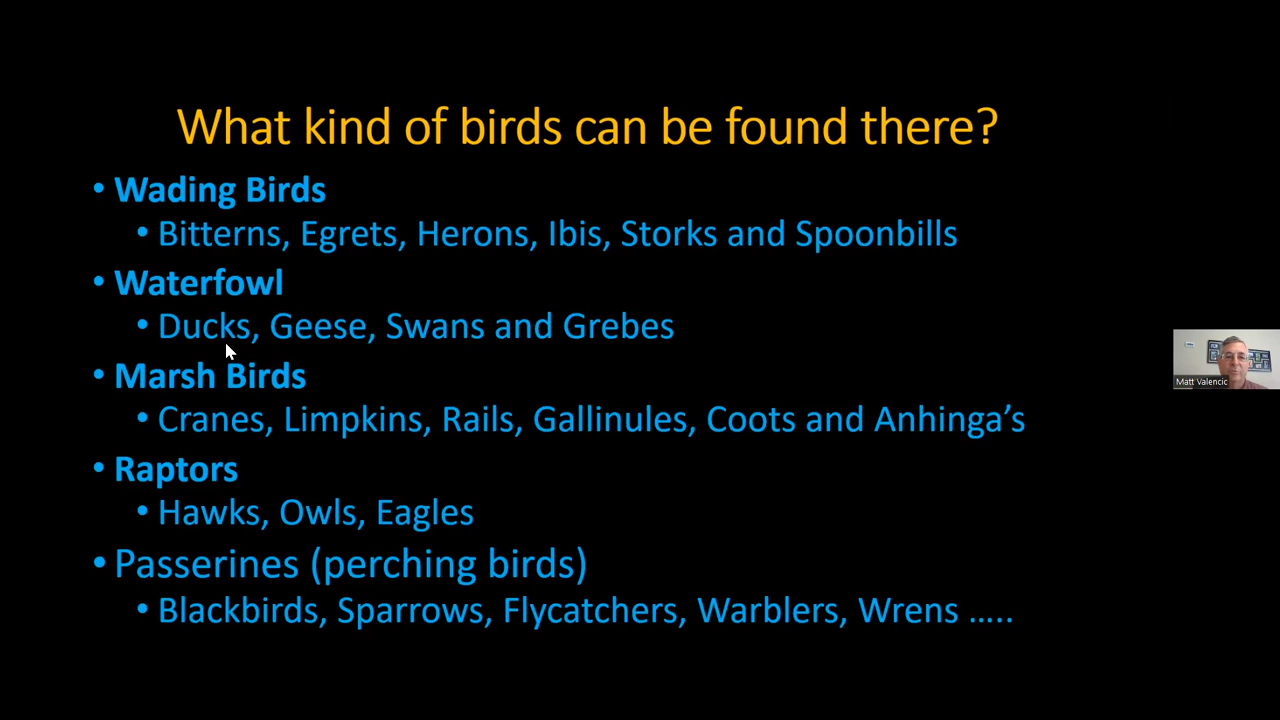 What kind of birds can be found there?
• Wading Birds
• Bitterns, Egrets, Herons, Ibis, Storks and Spoonbills
• Waterfowl
• Ducks, Geese, Swans and Grebes
• Marsh Birds
• Cranes, Limpkins, Rails, Gallinules, Coots and Anhinga’s
• Raptors
• Hawks, Owls, Eagles
• Passerines (perching birds)
• Blackbirds, Sparrows, Flycatchers, Warblers, Wrens …..
Matt Valencic